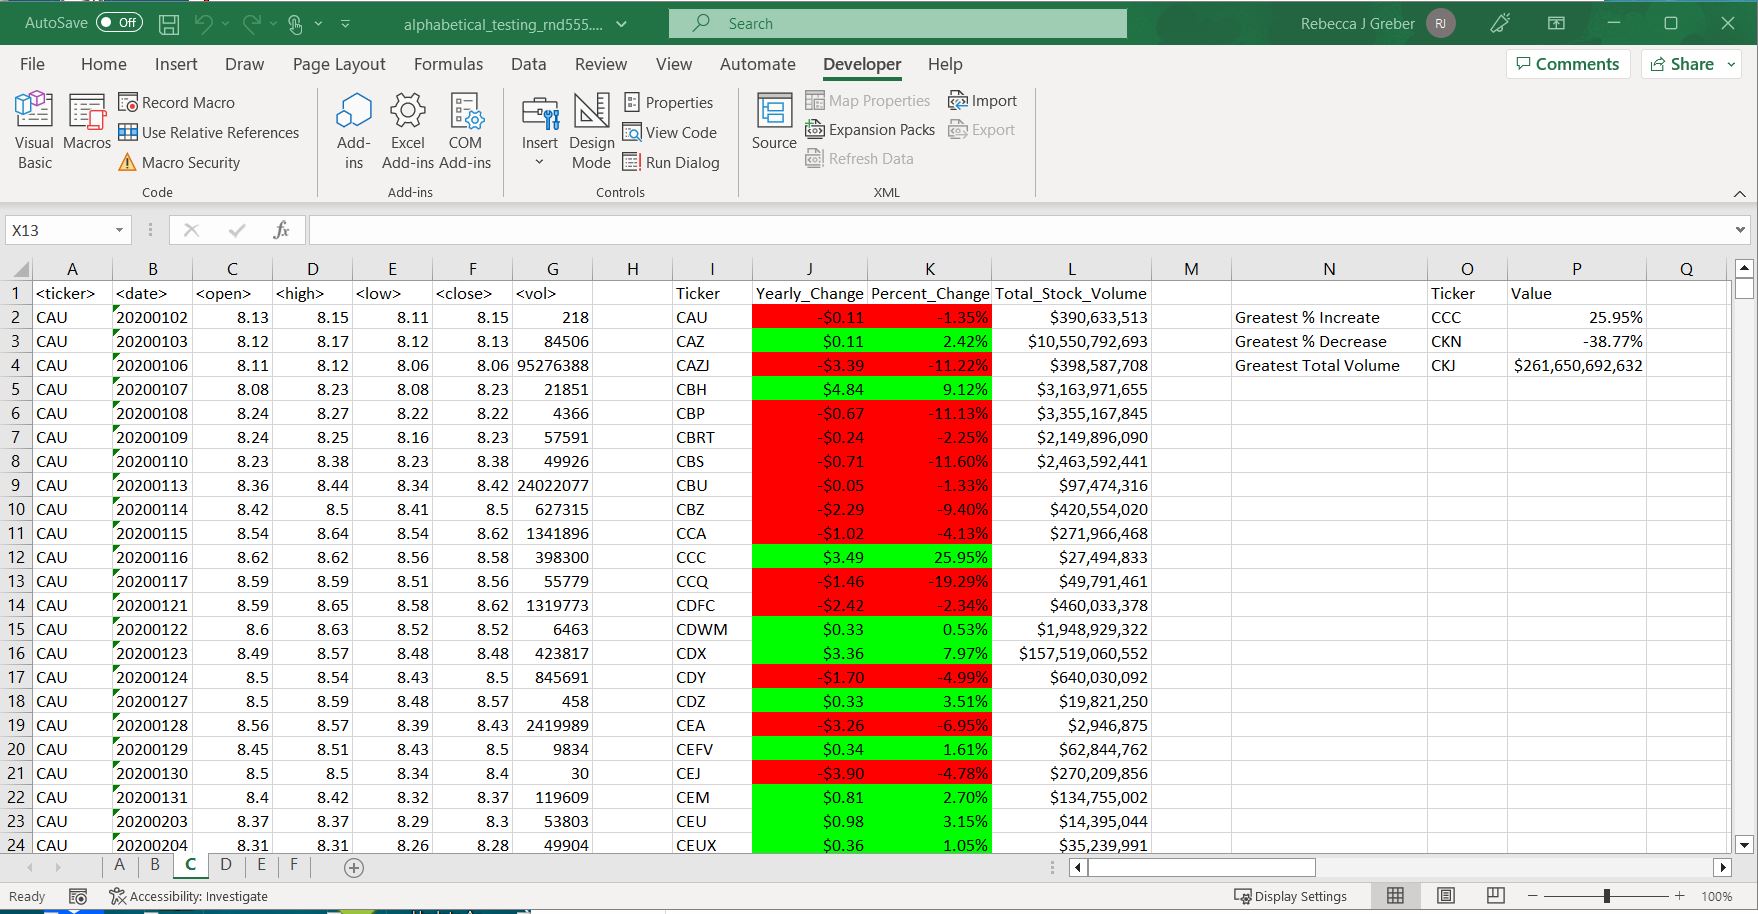 AutoSave Off alphabetical_testing_rnd555.... Search Rebecca J Greber RJ
File Home Insert Draw Page Layout Formulas Data Review View Automate Developer Help Comments Share
Visual Basic
Macros
Record Macro
Use Relative References
Macro Security
Code
Add-ins
Excel Add-ins
COM Add-ins
Add-ins
Insert
Design Mode
Properties
View Code
Run Dialog
Controls
Source
Map Properties
Expansion Packs
Refresh Data
Import
Export
XML
X13 fx
A B C D E F G H I J K L M N O P Q
1 <ticker> <date> <open> <high> <low> <close> <vol> Ticker Yearly_Change Percent_Change Total_Stock_Volume Ticker Value
2 CAU 20200102 8.13 8.15 8.11 8.15 218 CAU -$0.11 -1.35% $390,633,513 Greatest % Increate CCC 25.95%
3 CAU 20200103 8.12 8.17 8.12 8.13 84506 CAZ $0.11 2.42% $10,550,792,693 Greatest % Decrease CKN -38.77%
4 CAU 20200106 8.11 8.12 8.06 8.06 95276388 CAZJ -$3.39 -11.22% $398,587,708 Greatest Total Volume CKJ $261,650,692,632
5 CAU 20200107 8.08 8.23 8.08 8.23 21851 CBH $4.84 9.12% $3,163,971,655
6 CAU 20200108 8.24 8.27 8.22 8.22 4366 CBP -$0.67 -11.13% $3,355,167,845
7 CAU 20200109 8.24 8.25 8.16 8.23 57591 CBRT -$0.24 -2.25% $2,149,896,090
8 CAU 20200110 8.23 8.38 8.23 8.38 49926 CBS -$0.71 -11.60% $2,463,592,441
9 CAU 20200113 8.36 8.44 8.34 8.42 24022077 CBU -$0.05 -1.33% $97,474,316
10 CAU 20200114 8.42 8.5 8.41 8.5 627315 CBZ -$2.29 -9.40% $420,554,020
11 CAU 20200115 8.54 8.64 8.54 8.62 1341896 CCA -$1.02 -4.13% $271,966,468
12 CAU 20200116 8.62 8.62 8.56 8.58 398300 CCC $3.49 25.95% $27,494,833
13 CAU 20200117 8.59 8.59 8.51 8.56 55779 CCQ -$1.46 -19.29% $49,791,461
14 CAU 20200121 8.59 8.65 8.58 8.62 1319773 CDFC -$2.42 -2.34% $460,033,378
15 CAU 20200122 8.6 8.63 8.52 8.52 6463 CDWM $0.33 0.53% $1,948,929,322
16 CAU 20200123 8.49 8.57 8.48 8.48 423817 CDX $3.36 7.97% $157,519,060,552
17 CAU 20200124 8.5 8.54 8.43 8.5 845691 CDY -$1.70 -4.99% $640,030,092
18 CAU 20200127 8.5 8.59 8.48 8.57 458 CDZ $0.33 3.51% $19,821,250
19 CAU 20200128 8.56 8.57 8.39 8.43 2419989 CEA -$3.26 -6.95% $2,946,875
20 CAU 20200129 8.45 8.51 8.43 8.5 9834 CEFV $0.34 1.61% $62,844,762
21 CAU 20200130 8.5 8.5 8.34 8.4 30 CEJ -$3.90 -4.78% $270,209,856
22 CAU 20200131 8.4 8.42 8.32 8.37 119609 CEM $0.81 2.70% $134,755,002
23 CAU 20200203 8.37 8.37 8.29 8.3 53803 CEU $0.98 3.15% $14,395,044
24 CAU 20200204 8.31 8.31 8.26 8.28 49904 CEUX $0.36 1.05% $35,239,991
A B C D E F
Ready Accessibility: Investigate Display Settings 100%